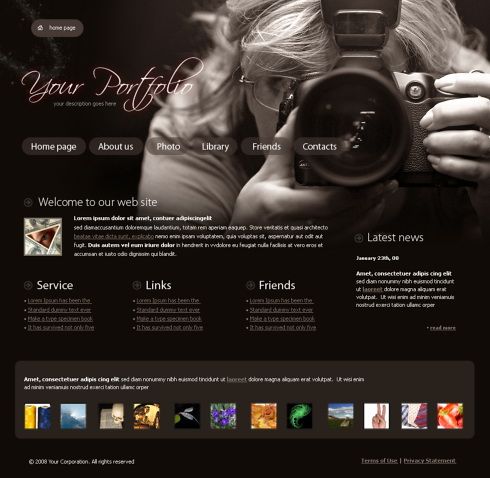 home page
Your Portfolio
your description goes here
Home page
About us
Photo
Library
Friends
Contacts
Welcome to our web site
Lorem ipsum dolor sit amet, contuer adipiscingelit
sed diamaccusantium doloremque laudantium, totam rem aperiam eaquep. Store veritatis et quasi architecto
beatae vitae dicta sunt, explicabo nemo enim ipsam voluptatem, quia voluptas sit, aspernatur aut odit aut
fugit. Duis autem vel eum iriure dolor in hendrerit in vvdolore eu feugiat nulla facilisis at vero eros et
accumsan et iusto odio dignissim qui blandit.
Latest news
January 23th, 08
Amet, consectetuer adipis cing elit
sed diam nonummy nibh euismod tincidunt
ut laoreet dolore magna aliquam erat
volutpat. Ut wisi enim ad minim veniamus
nostrud exerci tation ullamc orper
• read more
Service
• Lorem Ipsum has been the
• Standard dummy text ever
• Make a type specimen book
• It has survived not only five
Links
• Lorem Ipsum has been the
• Standard dummy text ever
• Make a type specimen book
• It has survived not only five
Friends
• Lorem Ipsum has been the
• Standard dummy text ever
• Make a type specimen book
• It has survived not only five
Amet, consectetuer adipis cing elit sed diam nonummy nibh euismod tincidunt ut laoreet dolore magna aliquam erat volutpat. Ut wisi enim
ad minim veniamus nostrud exerci tation ullamc orper
© 2008 Your Corporation. All rights reserved
Terms of Use | Privacy Statement